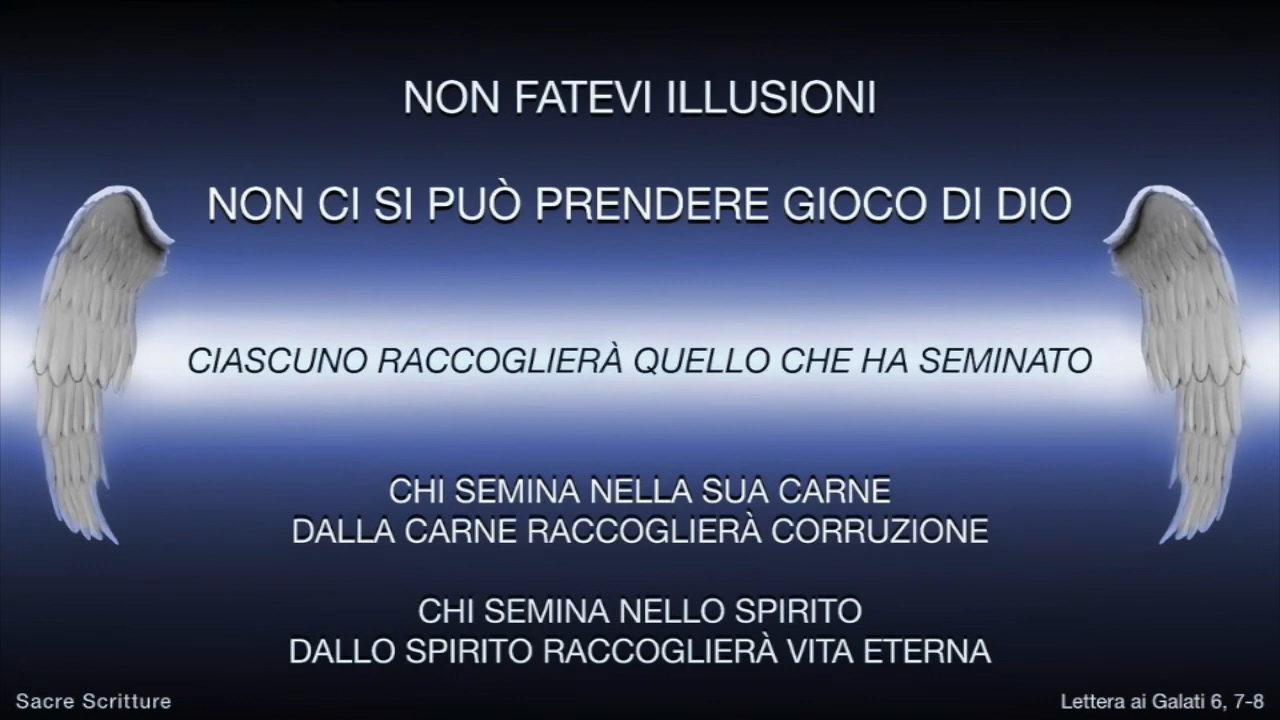 NON FATEVI ILLUSIONI
NON CI SI PUÒ PRENDERE GIOCO DI DIO
CIASCUNO RACCOGLIERÀ QUELLO CHE HA SEMINATO
CHI SEMINA NELLA SUA CARNE
DALLA CARNE RACCOGLIERÀ CORRUZIONE
CHI SEMINA NELLO SPIRITO
DALLO SPIRITO RACCOGLIERÀ VITA ETERNA
Sacre Scritture
Lettera ai Galati 6, 7-8